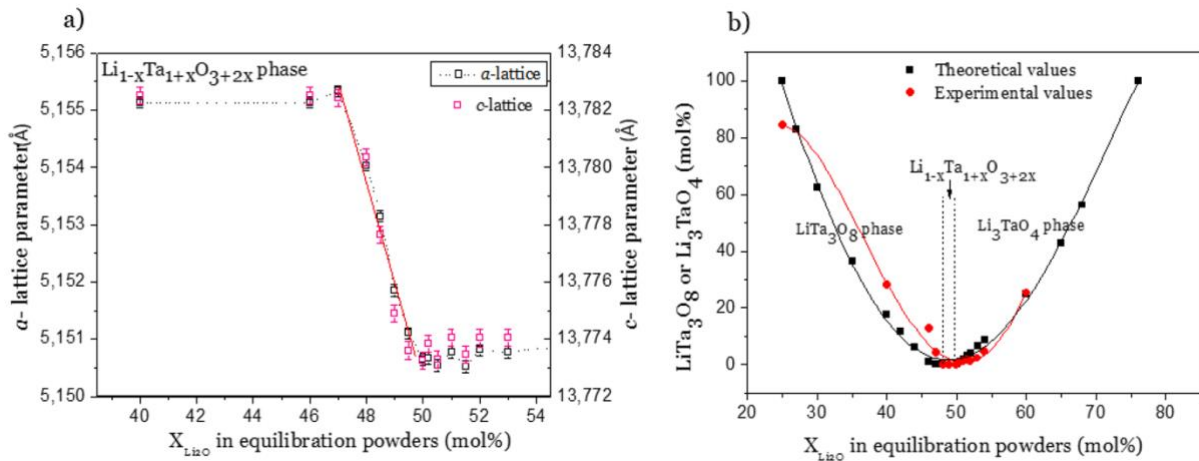 a)
Li1-xTa1+xO3+2x phase
a-lattice
c-lattice
5,156
5,155
5,154
5,153
5,152
5,151
5,150
a- lattice parameter(Å)
13,784
13,782
13,780
13,778
13,776
13,774
13,772
c- lattice parameter (Å)
40 42 44 46 48 50 52 54
XLi2O in equilibration powders (mol%)
b)
Theoretical values
Experimental values
Li1-xTa1+xO3+2x
LiTa3O8 phase
Li3TaO4 phase
100
80
60
40
20
0
LiTa3O8 or Li3TaO4 (mol%)
20 30 40 50 60 70 80
XLi2O in equilibration powders (mol%)